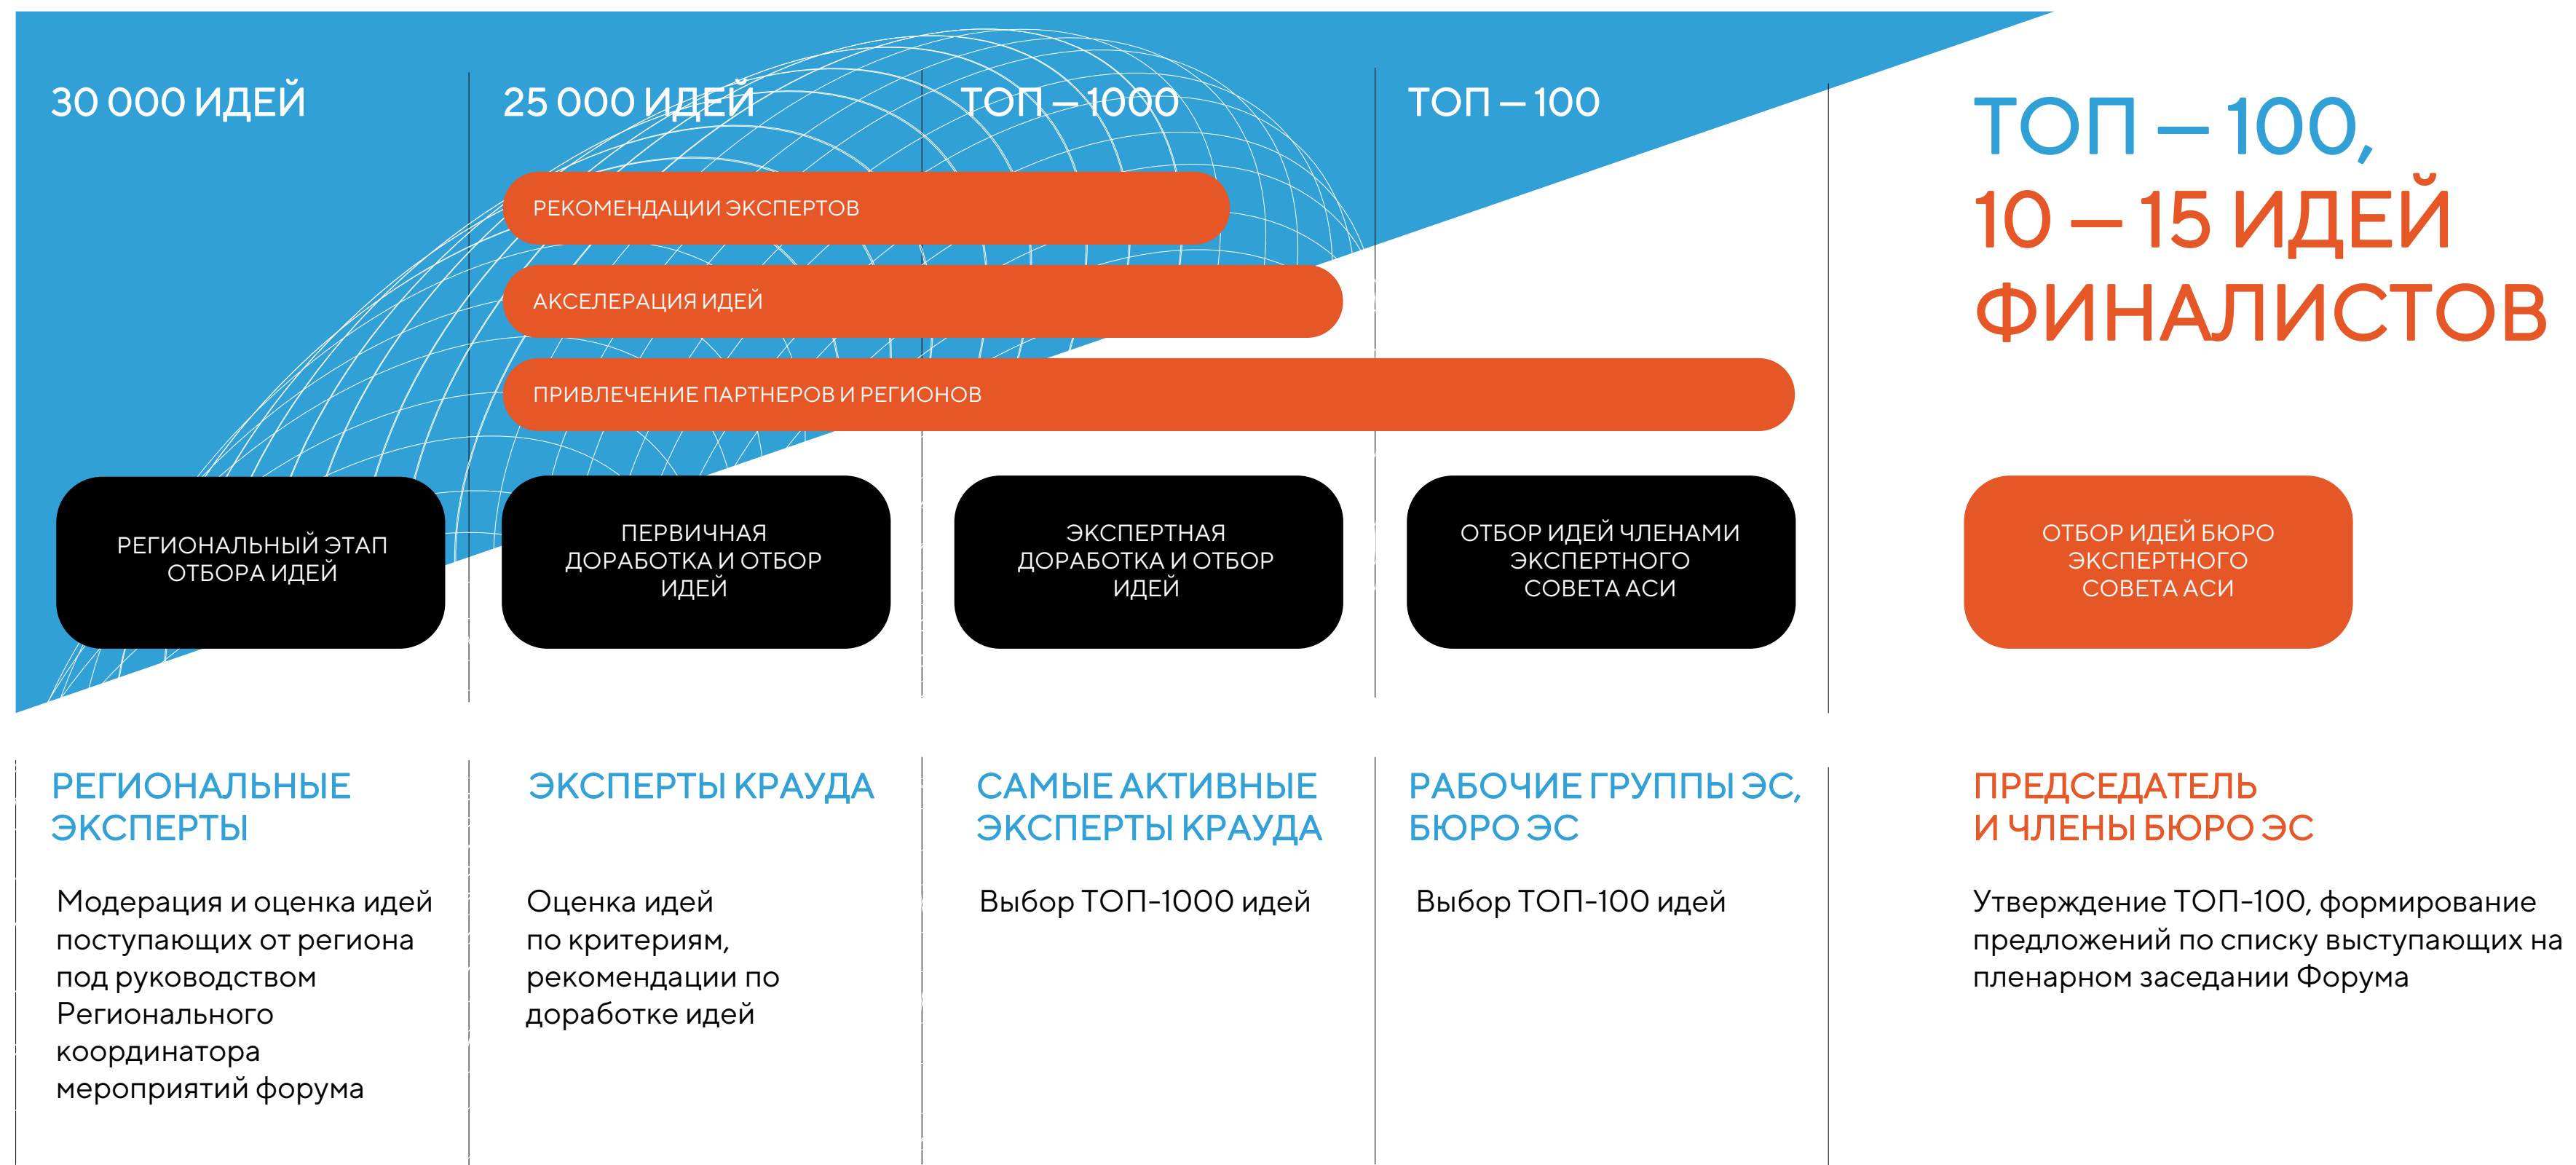 30 000 ИДЕЙ
25 000 ИДЕЙ
ТОП — 1000
ТОП — 100
ТОП — 100,
10 — 15 ИДЕЙ
ФИНАЛИСТОВ
РЕКОМЕНДАЦИИ ЭКСПЕРТОВ
АКСЕЛЕРАЦИЯ ИДЕЙ
ПРИВЛЕЧЕНИЕ ПАРТНЕРОВ И РЕГИОНОВ
РЕГИОНАЛЬНЫЙ ЭТАП
ОТБОРА ИДЕЙ
ПЕРВИЧНАЯ
ДОРАБОТКА И ОТБОР
ИДЕЙ
ЭКСПЕРТНАЯ
ДОРАБОТКА И ОТБОР
ИДЕЙ
ОТБОР ИДЕЙ ЧЛЕНАМИ
ЭКСПЕРТНОГО
СОВЕТА АСИ
ОТБОР ИДЕЙ БЮРО
ЭКСПЕРТНОГО
СОВЕТА АСИ
РЕГИОНАЛЬНЫЕ
ЭКСПЕРТЫ
Модерация и оценка идей
поступающих от региона
под руководством
Регионального
координатора
мероприятий форума
ЭКСПЕРТЫ КРАУДА
Оценка идей
по критериям,
рекомендации по
доработке идей
САМЫЕ АКТИВНЫЕ
ЭКСПЕРТЫ КРАУДА
Выбор ТОП-1000 идей
РАБОЧИЕ ГРУППЫ ЭС,
БЮРО ЭС
Выбор ТОП-100 идей
ПРЕДСЕДАТЕЛЬ
И ЧЛЕНЫ БЮРО ЭС
Утверждение ТОП-100, формирование
предложений по списку выступающих на
пленарном заседании Форума